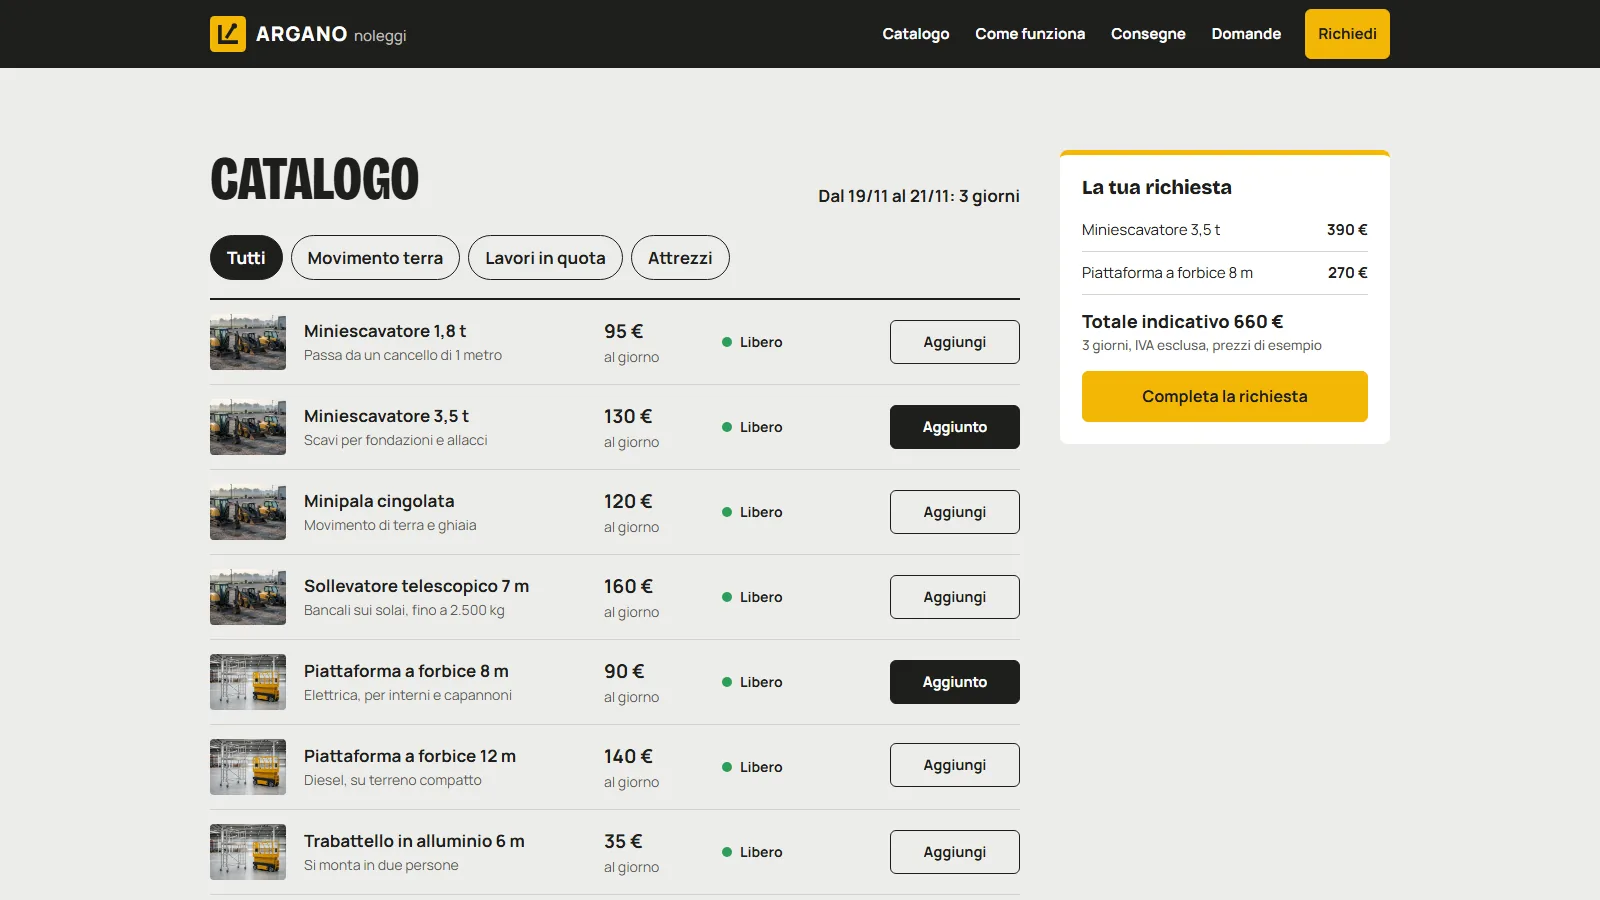 ARGANO noleggi
Catalogo
Come funziona
Consegne
Domande
Richiedi
CATALOGO
Dal 19/11 al 21/11: 3 giorni
Tutti
Movimento terra
Lavori in quota
Attrezzi
Miniescavatore 1,8 t
Passa da un cancello di 1 metro
95 €
al giorno
Libero
Aggiungi
Miniescavatore 3,5 t
Scavi per fondazioni e allacci
130 €
al giorno
Libero
Aggiunto
Minipala cingolata
Movimento di terra e ghiaia
120 €
al giorno
Libero
Aggiungi
Sollevatore telescopico 7 m
Bancali sui solai, fino a 2.500 kg
160 €
al giorno
Libero
Aggiungi
Piattaforma a forbice 8 m
Elettrica, per interni e capannoni
90 €
al giorno
Libero
Aggiunto
Piattaforma a forbice 12 m
Diesel, su terreno compatto
140 €
al giorno
Libero
Aggiungi
Trabattello in alluminio 6 m
Si monta in due persone
35 €
al giorno
Libero
Aggiungi
La tua richiesta
Miniescavatore 3,5 t 390 €
Piattaforma a forbice 8 m 270 €
Totale indicativo 660 €
3 giorni, IVA esclusa, prezzi di esempio
Completa la richiesta